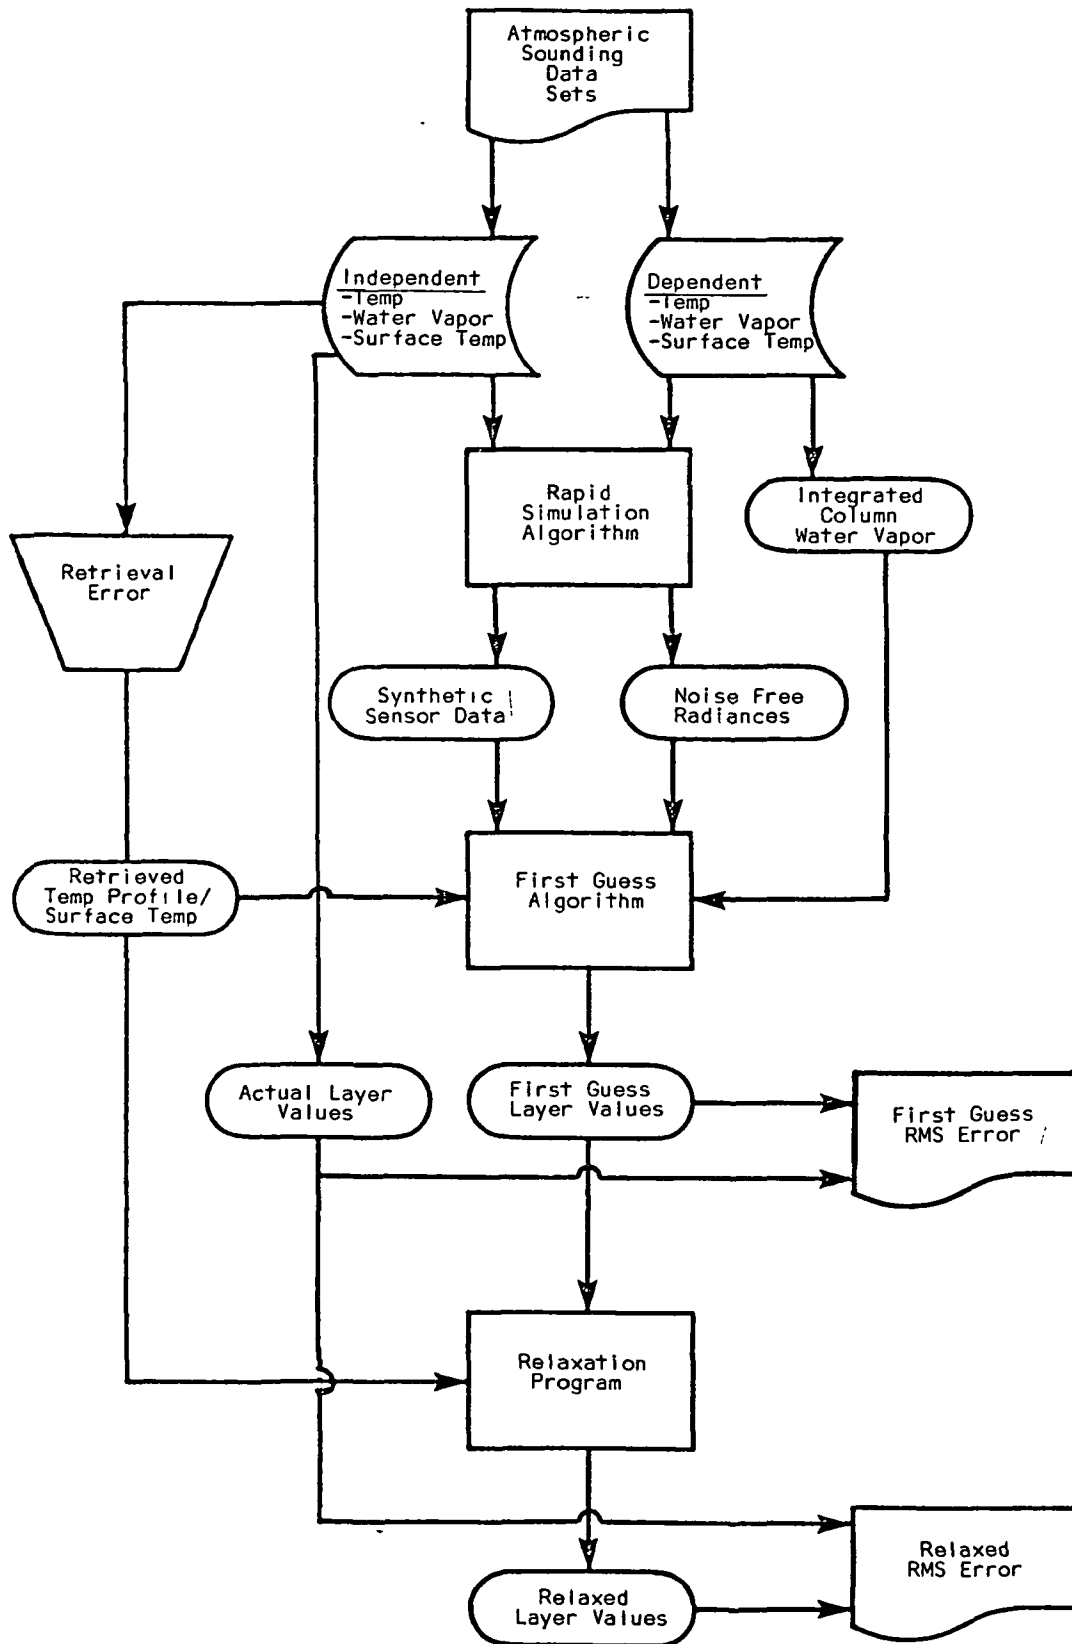 Atmospheric
Sounding
Data
Sets
Independent
-Temp
-Water Vapor
-Surface Temp
Dependent
-Temp
-Water Vapor
-Surface Temp
Rapid
Simulation
Algorithm
Integrated
Column
Water Vapor
Retrieval
Error
Synthetic
Sensor Data
Noise Free
Radiances
Retrieved
Temp Profile/
Surface Temp
First Guess
Algorithm
Actual Layer
Values
First Guess
Layer Values
First Guess
RMS Error
Relaxation
Program
Relaxed
RMS Error
Relaxed
Layer Values